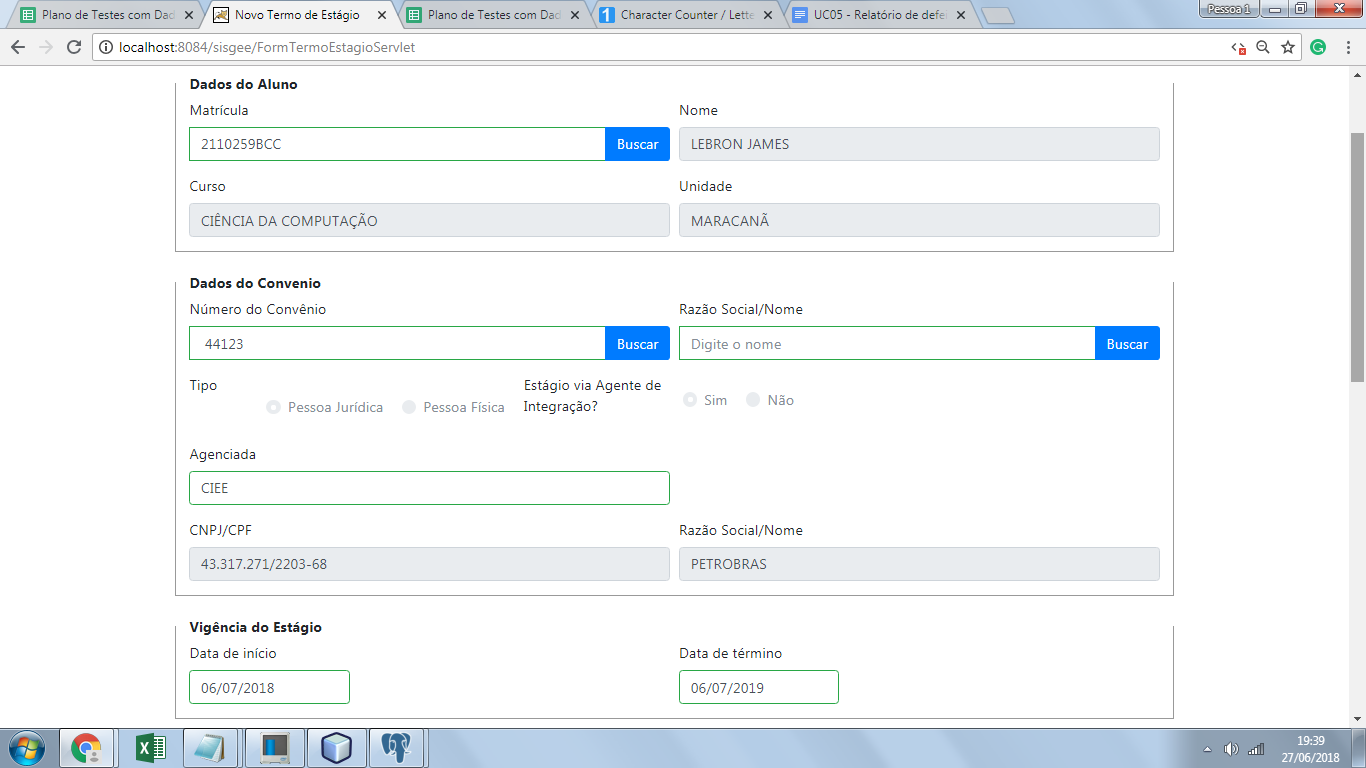 Plano de Testes com Dad
Novo Termo de Estágio
Plano de Testes com Dad
Character Counter / Lette
UC05 - Relatório de defei
Pessoa 1
localhost:8084/sisgee/FormTermoEstagioServlet
Dados do Aluno
Matrícula
Nome
2110259BCC
Buscar
LEBRON JAMES
Curso
Unidade
CIÊNCIA DA COMPUTAÇÃO
MARACANÃ
Dados do Convenio
Número do Convênio
Razão Social/Nome
44123
Buscar
Digite o nome
Buscar
Tipo
Pessoa Jurídica
Pessoa Física
Estágio via Agente de
Integração?
Sim
Não
Agenciada
CIEE
CNPJ/CPF
Razão Social/Nome
43.317.271/2203-68
PETROBRAS
Vigência do Estágio
Data de início
Data de término
06/07/2018
06/07/2019
19:39
27/06/2018